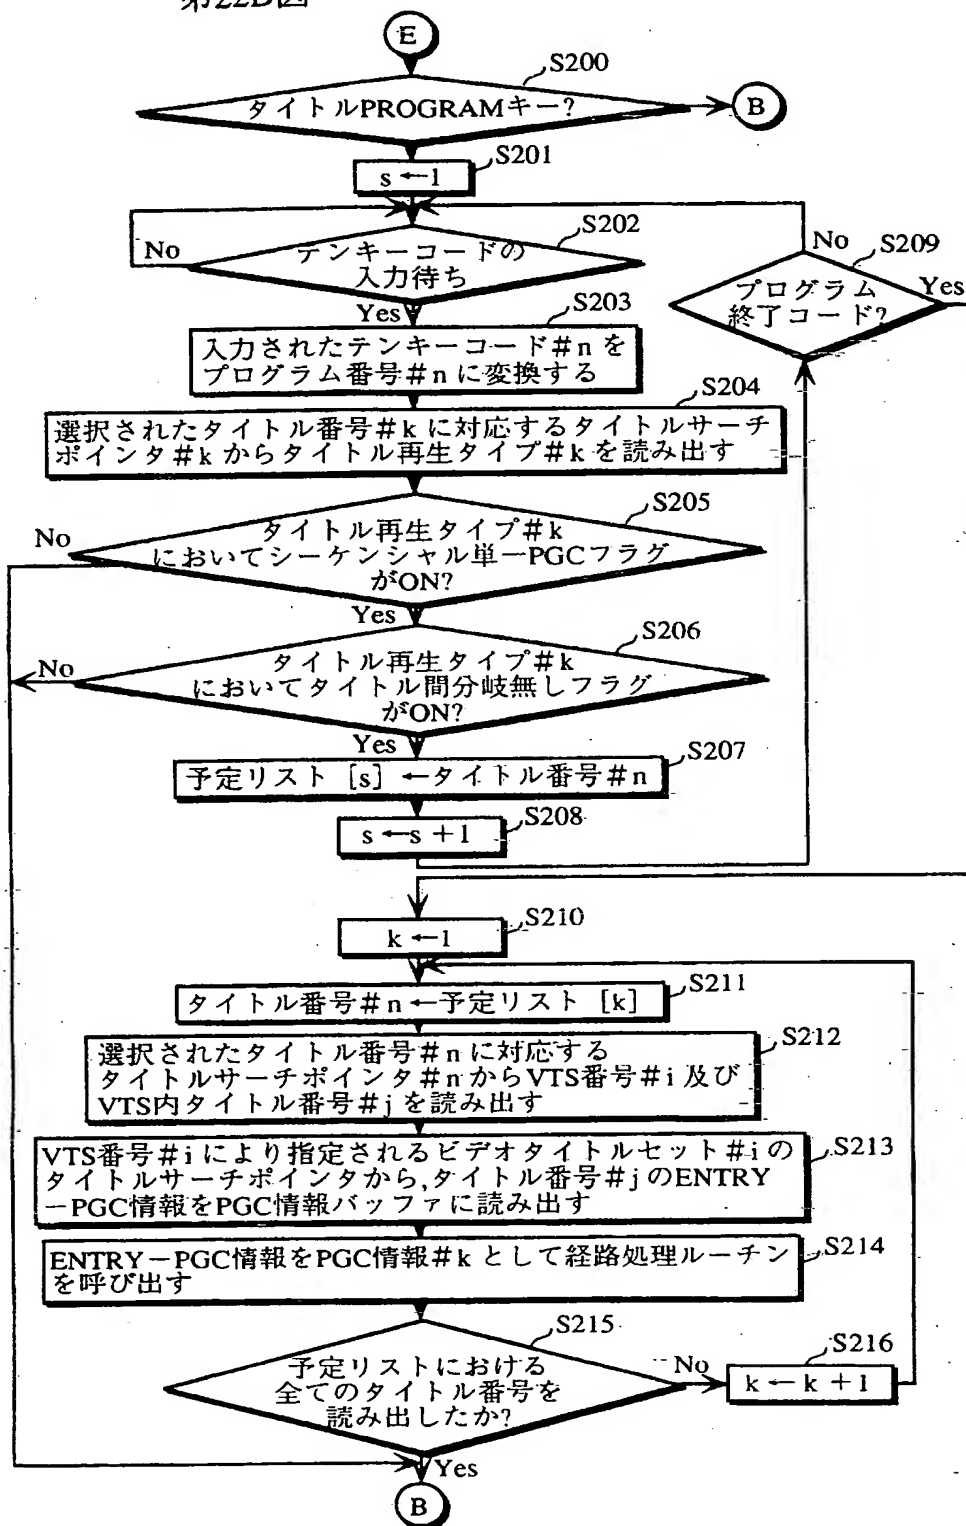 第22B図
E
S200
タイトルPROGRAMキー?
B
S201
s←1
S202
No
テンキーコードの
入力待ち
No
S209
プログラム
終了コード?
Yes
Yes
S203
入力されたテンキーコード#nを
プログラム番号#nに変換する
S204
選択されたタイトル番号#kに対応するタイトルサーチ
ポインタ#kからタイトル再生タイプ#kを読み出す
S205
No
タイトル再生タイプ#k
においてシーケンシャル単一PGCフラグ
がON?
Yes
S206
No
タイトル再生タイプ#k
においてタイトル間分岐無しフラグ
がON?
Yes
S207
予定リスト [s] ←タイトル番号#n
S208
s←s+1
S210
k←1
S211
タイトル番号#n←予定リスト [k]
S212
選択されたタイトル番号#nに対応する
タイトルサーチポインタ#nからVTS番号#i及び
VTS内タイトル番号#jを読み出す
S213
VTS番号#iにより指定されるビデオタイトルセット#iの
タイトルサーチポインタから,タイトル番号#jのENTRY
-PGC情報をPGC情報バッファに読み出す
S214
ENTRY-PGC情報をPGC情報#kとして経路処理ルーチン
を呼び出す
S215
予定リストにおける
全てのタイトル番号を
読み出したか?
No
S216
k←k+1
Yes
B